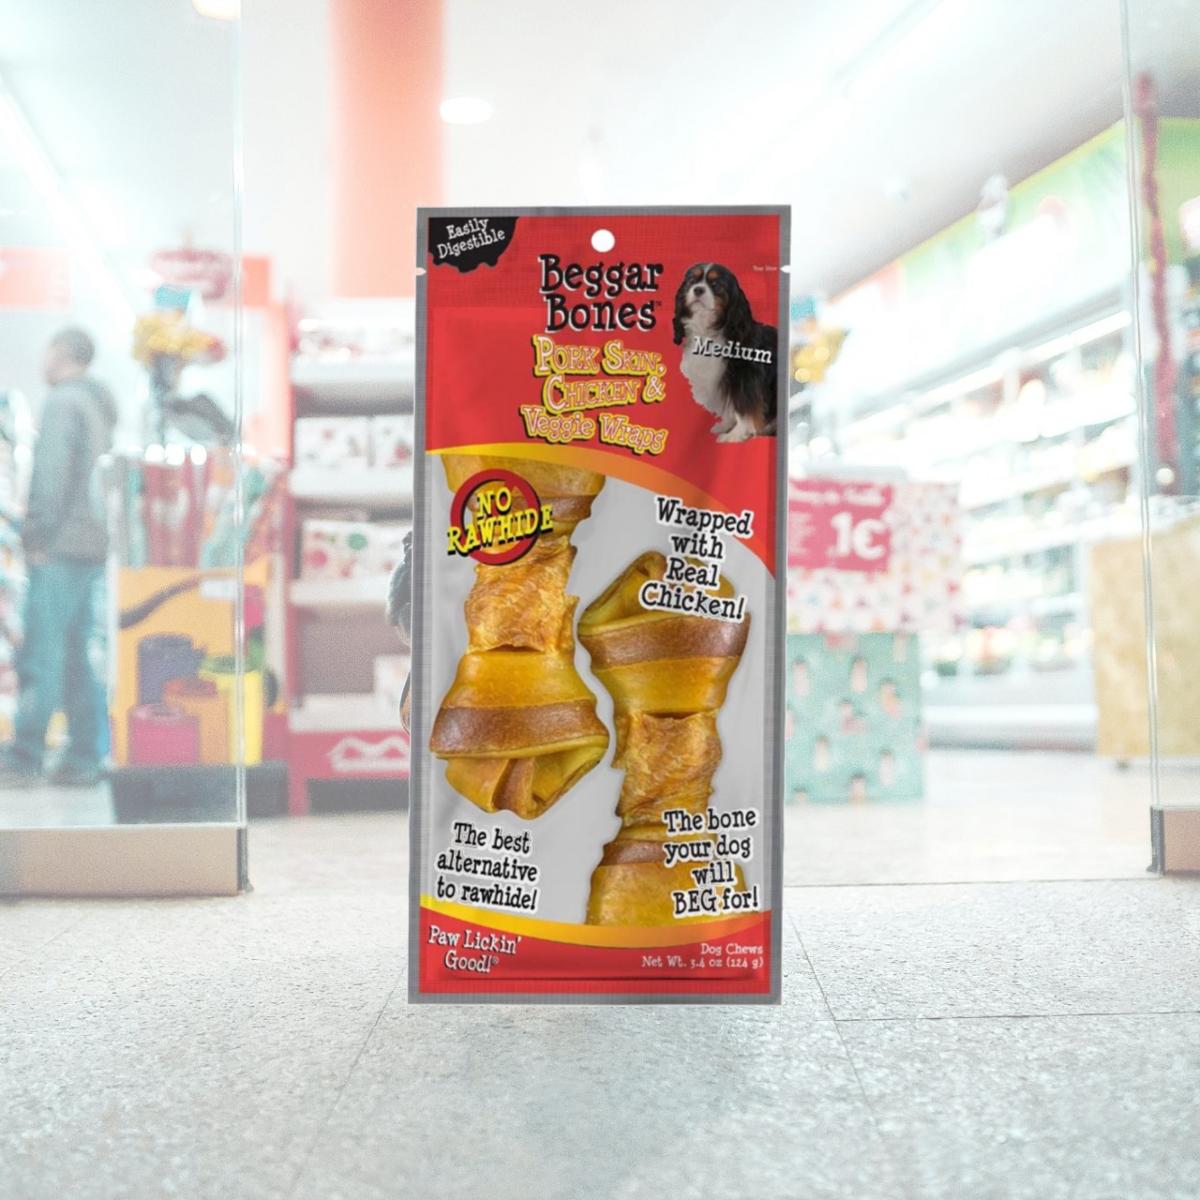 Easily
Digestible
Beggar
Bones™
Pork Skin,
Chicken &
Veggie Wraps
Medium
NO
RAWHIDE
Wrapped
with
Real
Chicken!
1€
The best
alternative
to rawhide!
The bone
your dog
will
BEG for!
Paw Lickin'
Good!®
Dog Chews
Net Wt. 3.4 oz (124 g)